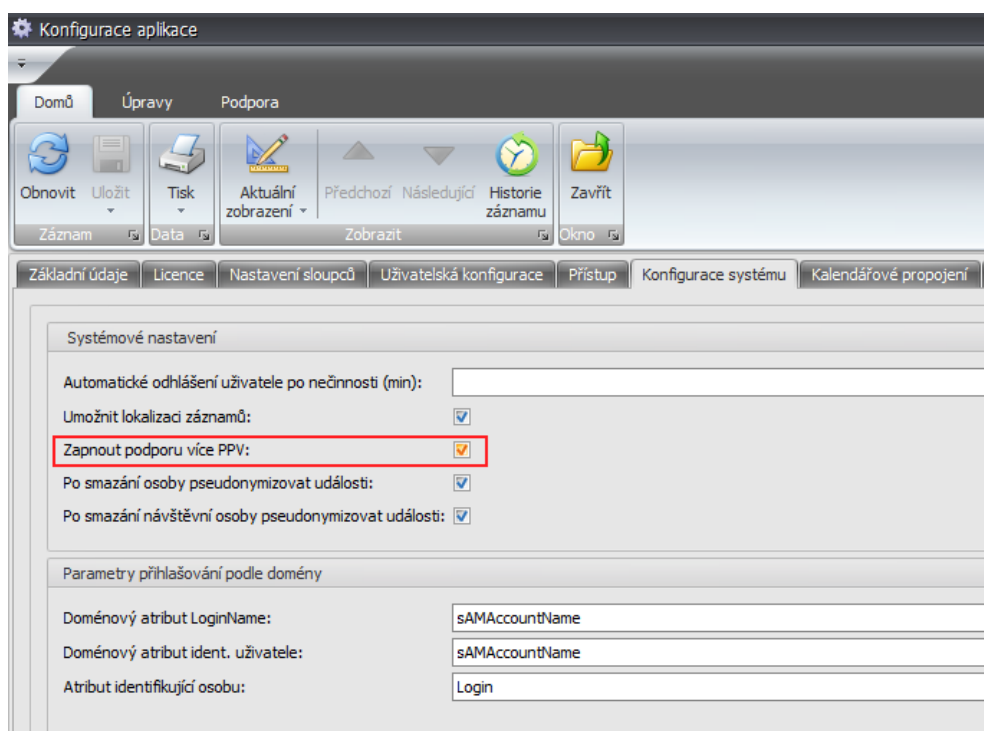 Konfigurace aplikace
Domů Úpravy Podpora
Obnovit Uložit Tisk Aktuální zobrazení Předchozí Následující Historie záznamu Zavřít
Záznam Data Zobrazit Okno
Základní údaje Licence Nastavení sloupců Uživatelská konfigurace Přístup Konfigurace systému Kalendářové propojení
Systémové nastavení
Automatické odhlášení uživatele po nečinnosti (min):
Umožnit lokalizaci záznamů:
Zapnout podporu více PPV:
Po smazání osoby pseudonymizovat události:
Po smazání návštěvní osoby pseudonymizovat události:
Parametry přihlašování podle domény
Doménový atribut LoginName: sAMAccountName
Doménový atribut ident. uživatele: sAMAccountName
Atribut identifikující osobu: Login